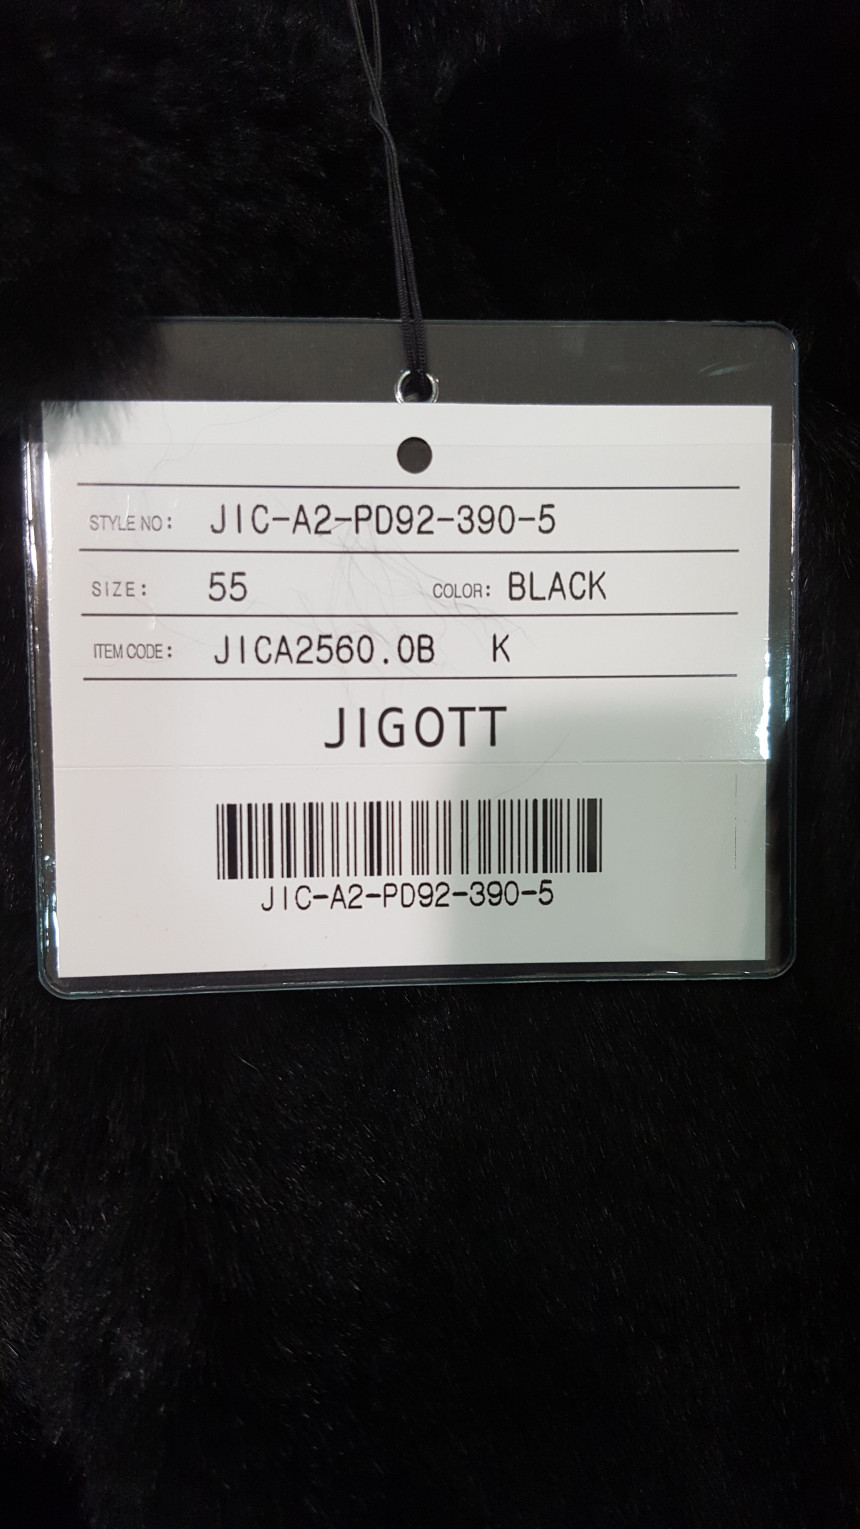 STYLE NO: JIC-A2-PD92-390-5
SIZE: 55 COLOR: BLACK
ITEM CODE: JICA2560.0B K
JIGOTT
JIC-A2-PD92-390-5